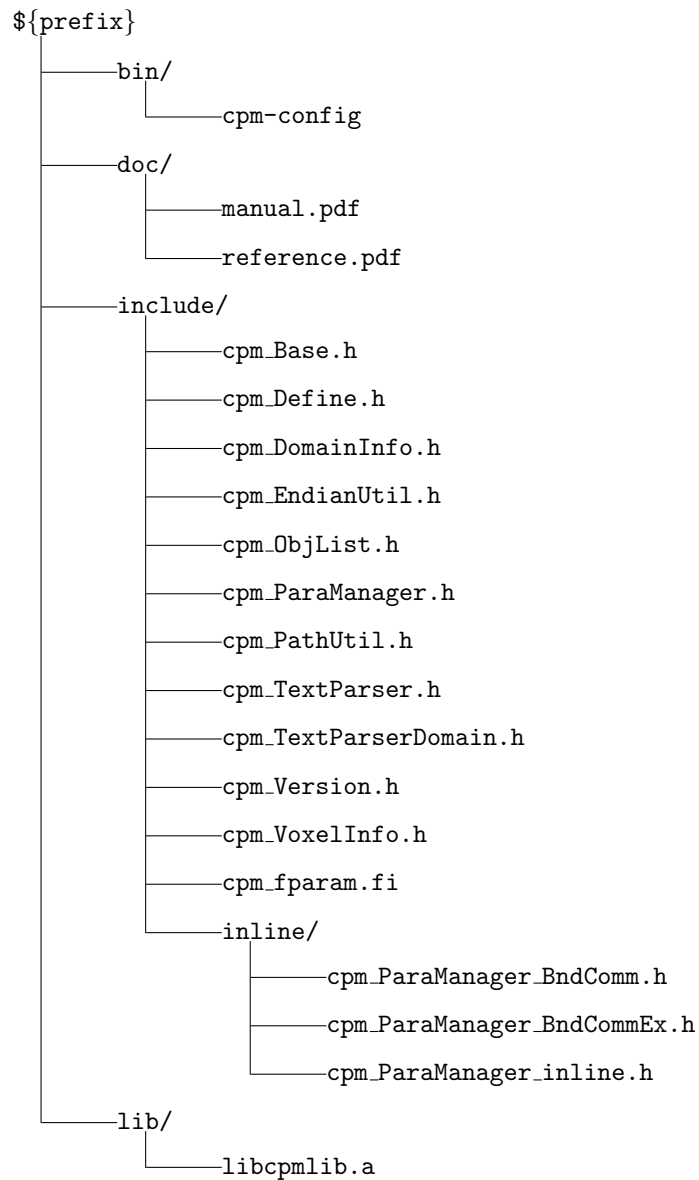 ${prefix}
bin/
cpm-config
doc/
manual.pdf
reference.pdf
include/
cpm_Base.h
cpm_Define.h
cpm_DomainInfo.h
cpm_EndianUtil.h
cpm_ObjList.h
cpm_ParaManager.h
cpm_PathUtil.h
cpm_TextParser.h
cpm_TextParserDomain.h
cpm_Version.h
cpm_VoxelInfo.h
cpm_fparam.fi
inline/
cpm_ParaManager_BndComm.h
cpm_ParaManager_BndCommEx.h
cpm_ParaManager_inline.h
lib/
libcpmlib.a